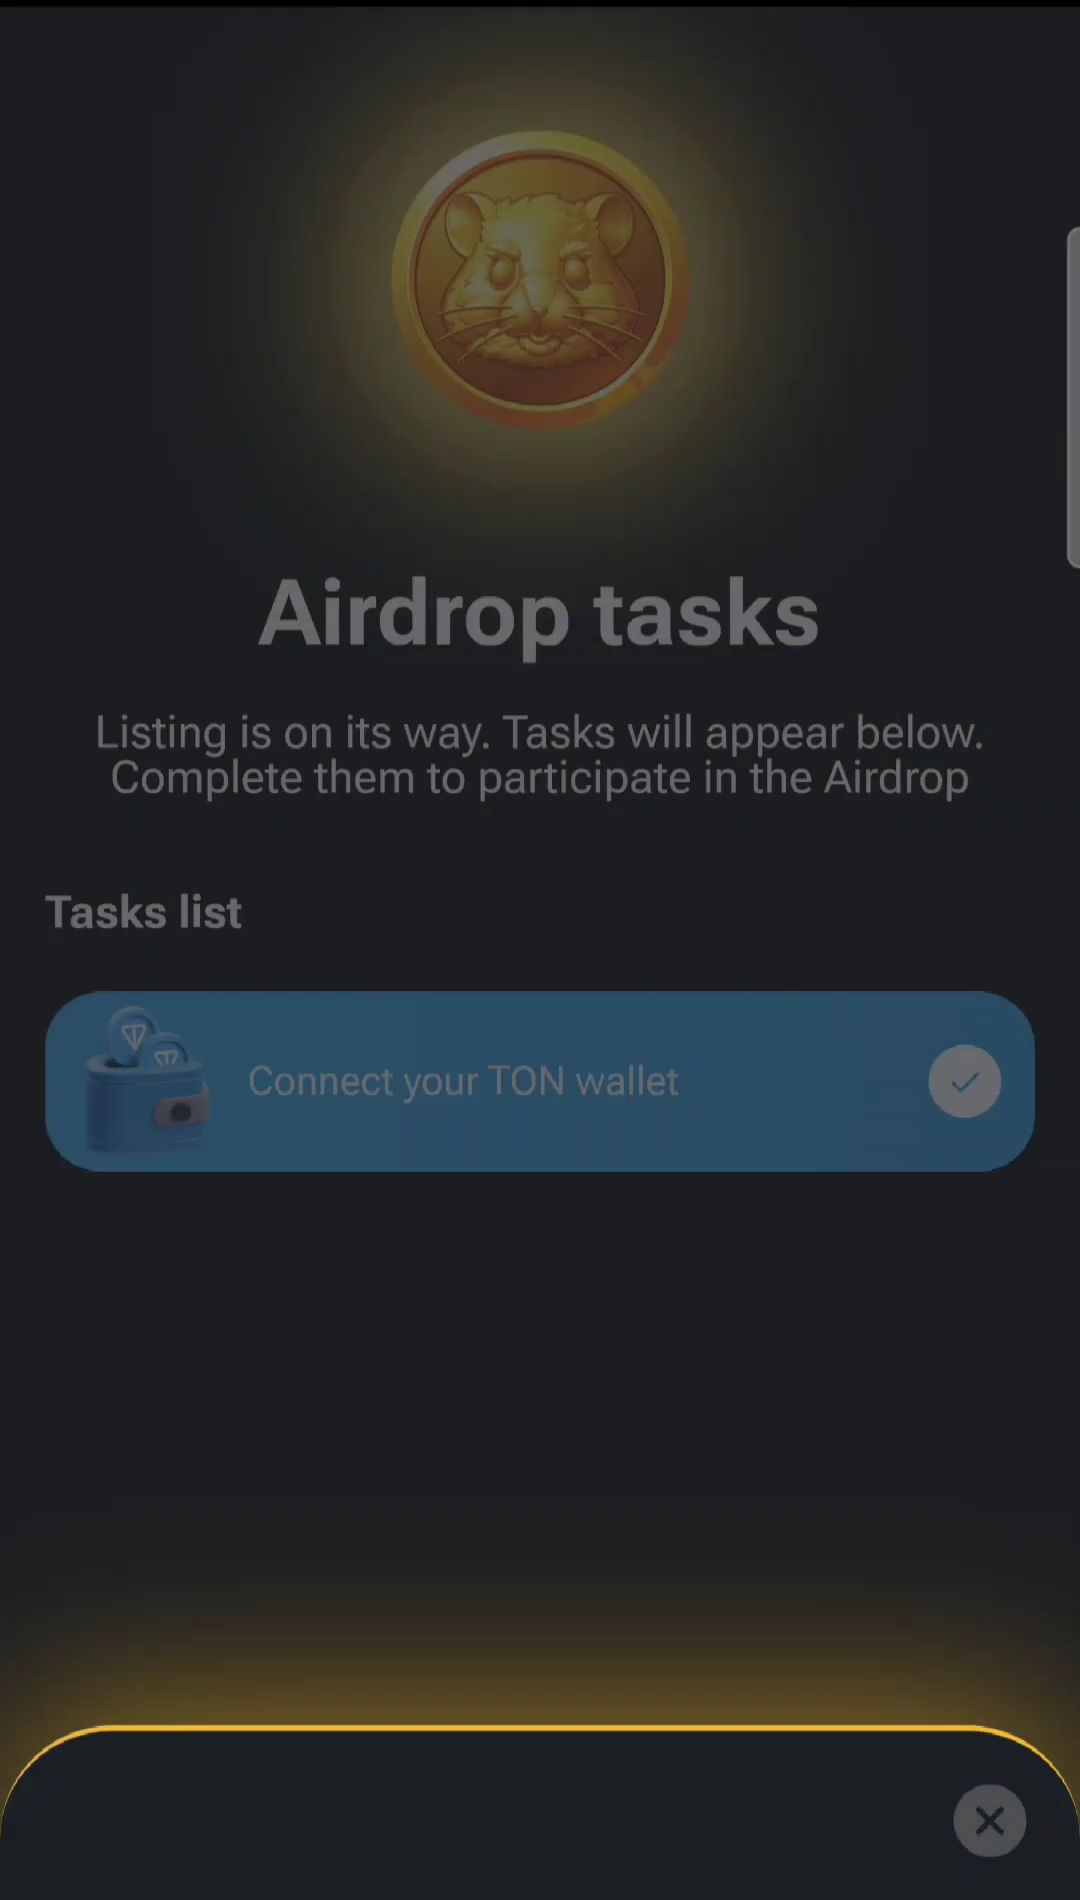 Airdrop tasks
Listing is on its way. Tasks will appear below.
Complete them to participate in the Airdrop
Tasks list
Connect your TON wallet